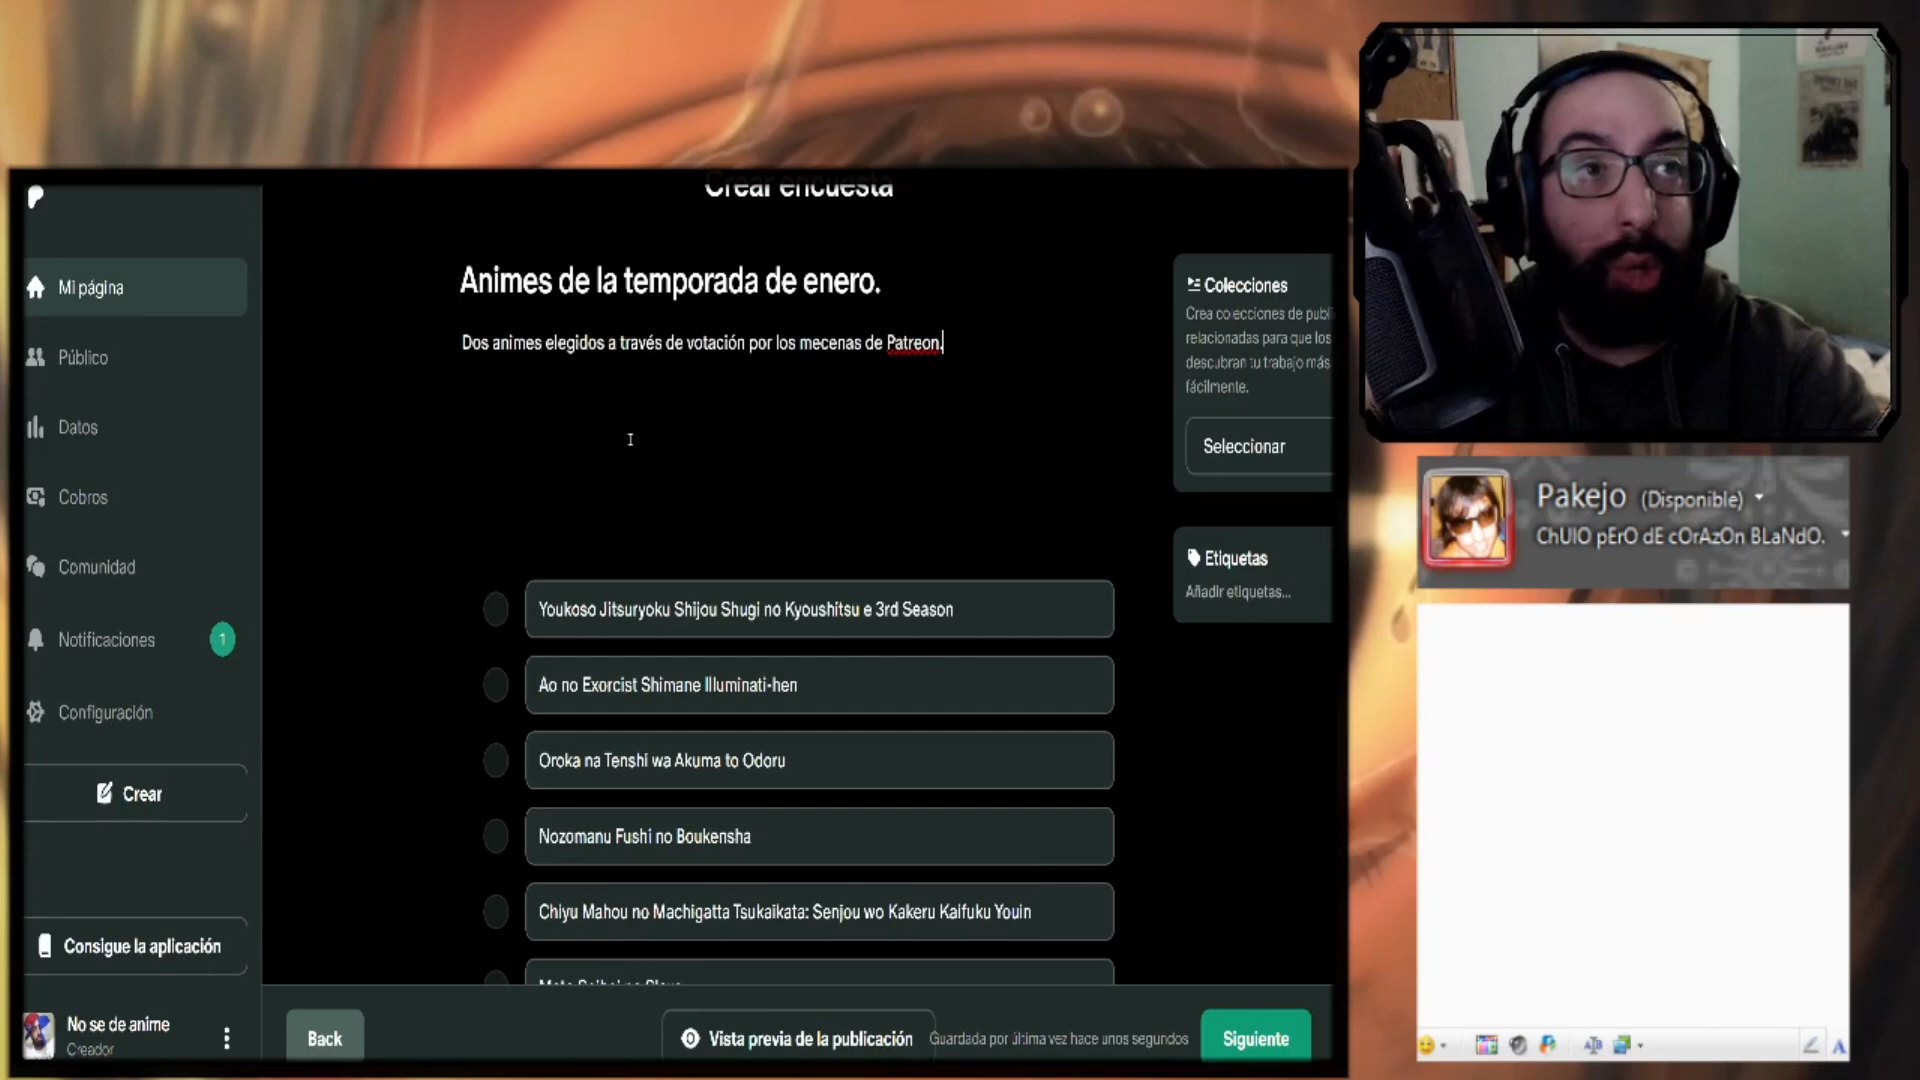 Crear encuesta
Mi página
Público
Datos
Cobros
Comunidad
Notificaciones
1
Configuración
Crear
Consigue la aplicación
No se de anime
Creador
Animes de la temporada de enero.
Dos animes elegidos a través de votación por los mecenas de Patreon.
Youkoso Jitsuryoku Shijou Shugi no Kyoushitsu e 3rd Season
Ao no Exorcist Shimane Illuminati-hen
Oroka na Tenshi wa Akuma to Odoru
Nozomanu Fushi no Boukensha
Chiyu Mahou no Machigatta Tsukaikata: Senjou wo Kakeru Kaifuku Youin
Back
Vista previa de la publicación
Guardada por última vez hace unos segundos
Siguiente
Colecciones
Crea colecciones de publi
relacionadas para que los
descubran tu trabajo más
fácilmente.
Seleccionar
Etiquetas
Añadir etiquetas...
Pakejo (Disponible)
ChUlO pErO dE cOrAzOn BLaNdO.